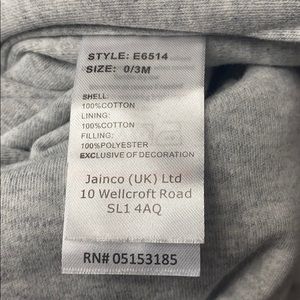 STYLE: E6514
SIZE: 0/3M
SHELL:
100%COTTON
LINING:
100%COTTON
FILLING:
100%POLYESTER
EXCLUSIVE OF DECORATION
Jainco (UK) Ltd
10 Wellcroft Road
SL1 4AQ
RN# 05153185